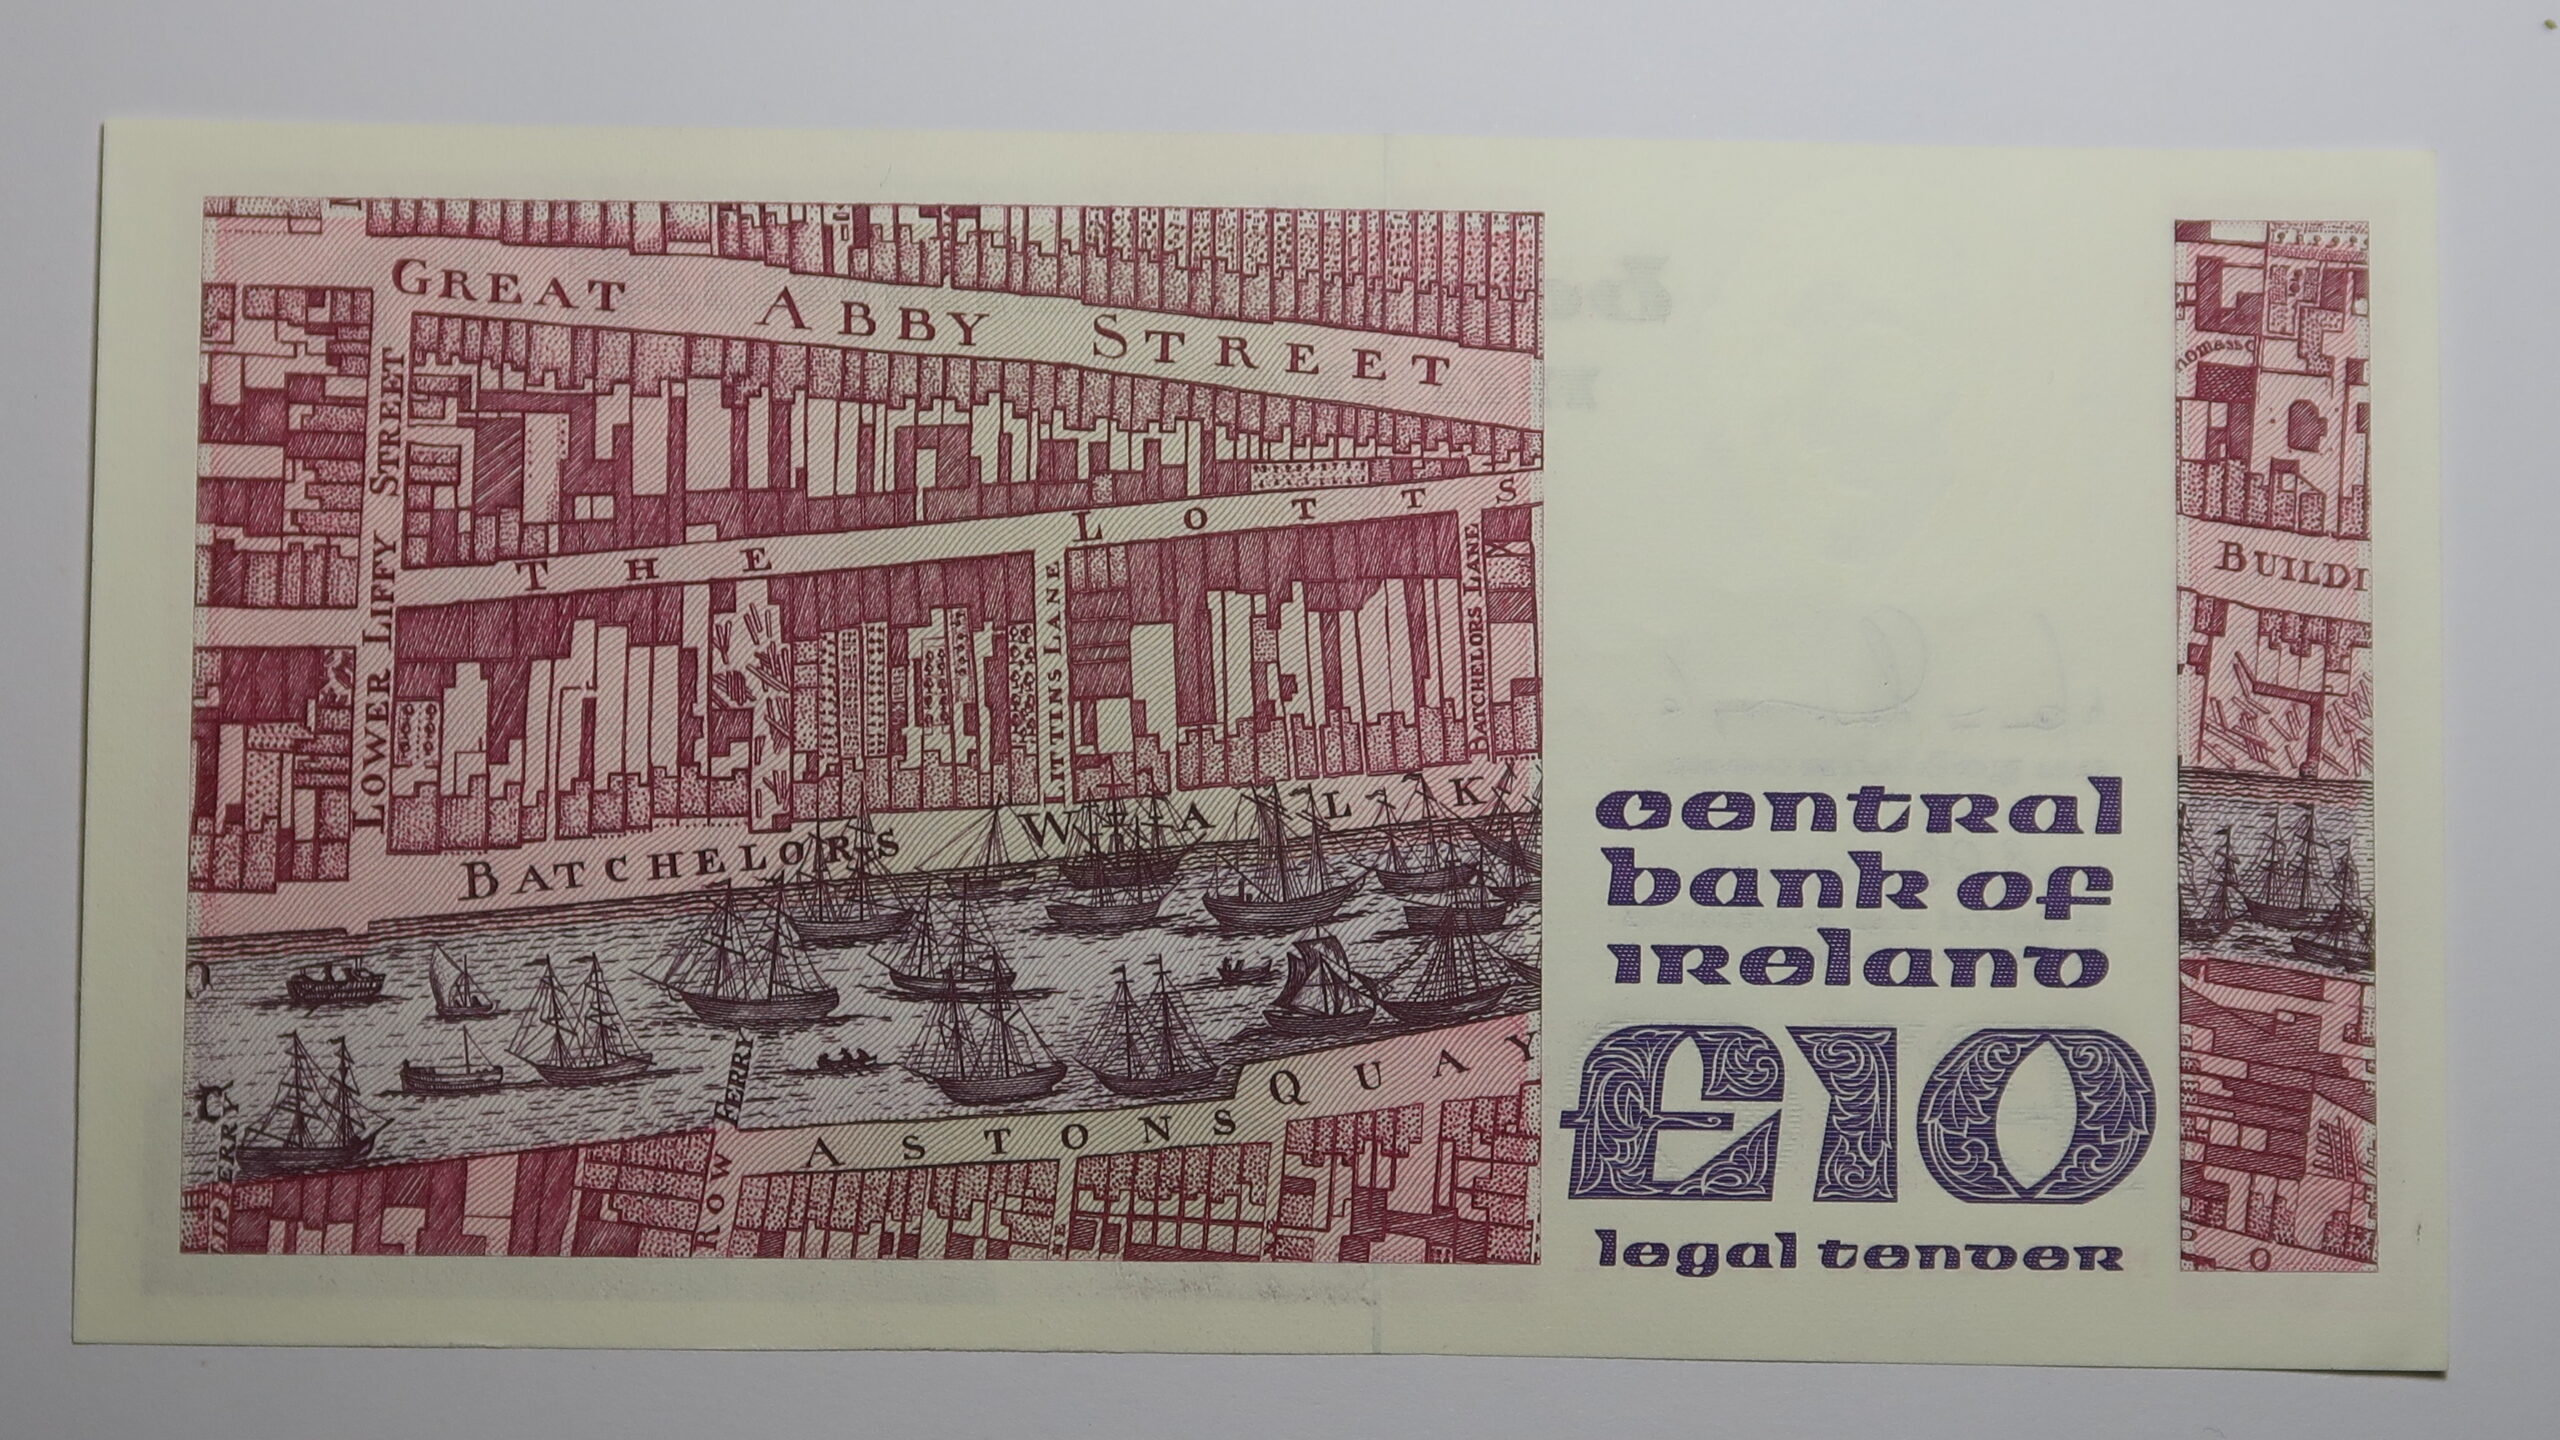 GREAT ABBY STREET
LOWER LIFFY STREET
THE LOTTS
LITTINS LANE
BATCHELORS LANE
BATCHELORS WALK
FERRY
ASTONS QUAY
ROW
BUILDI
central
bank of
ireland
£10
legal tender